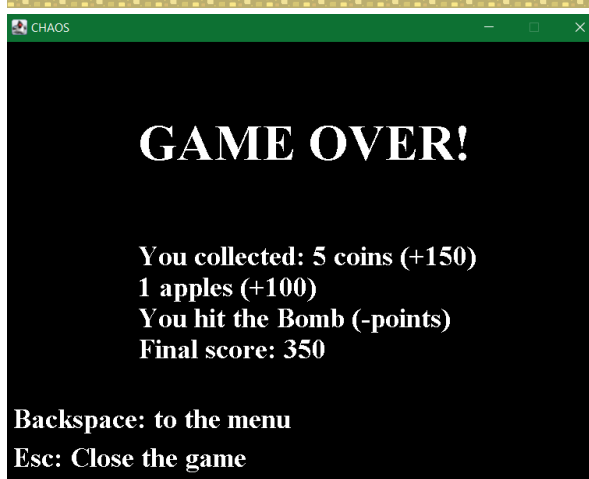 CHAOS
GAME OVER!
You collected: 5 coins (+150)
1 apples (+100)
You hit the Bomb (-points)
Final score: 350
Backspace: to the menu
Esc: Close the game